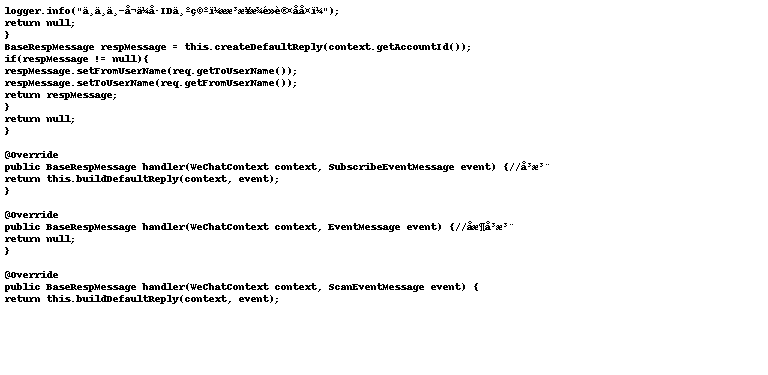 logger.info("ä¸ä¸ä¸­å¬ä¼å·IDä¸ºç©ºï¼æ æ³æ¥æ¾é»è®¤åå¤ï¼");
return null;
}
BaseRespMessage respMessage = this.createDefaultReply(context.getAccountId());
if(respMessage != null){
respMessage.setFromUserName(req.getToUserName());
respMessage.setToUserName(req.getFromUserName());
return respMessage;
}
return null;
}
@Override
public BaseRespMessage handler(WeChatContext context, SubscribeEventMessage event) {//å³æ³¨
return this.buildDefaultReply(context, event);
}
@Override
public BaseRespMessage handler(WeChatContext context, EventMessage event) {//åæ¶å³æ³¨
return null;
}
@Override
public BaseRespMessage handler(WeChatContext context, ScanEventMessage event) {
return this.buildDefaultReply(context, event);